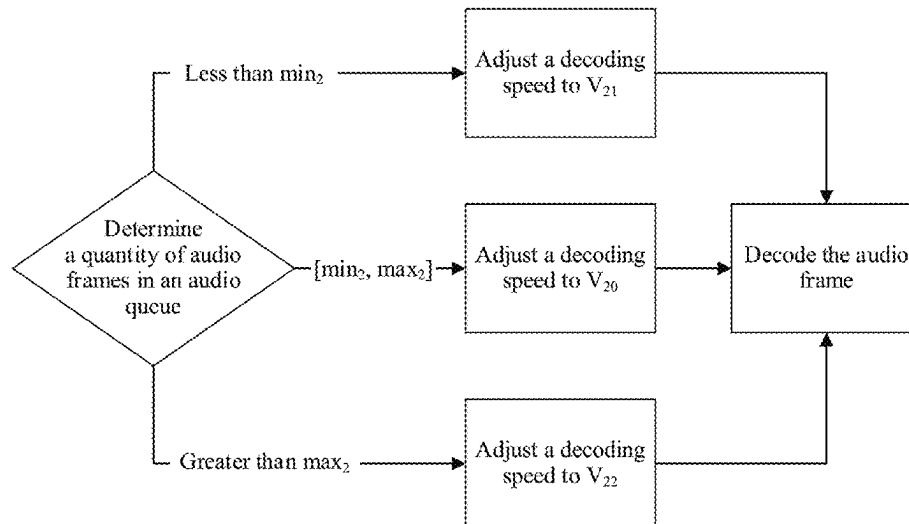 Less than min₂
Adjust a decoding
speed to V₂₁
Determine
a quantity of audio
frames in an audio
queue
[min₂, max₂]
Adjust a decoding
speed to V₂₀
Decode the audio
frame
Greater than max₂
Adjust a decoding
speed to V₂₂